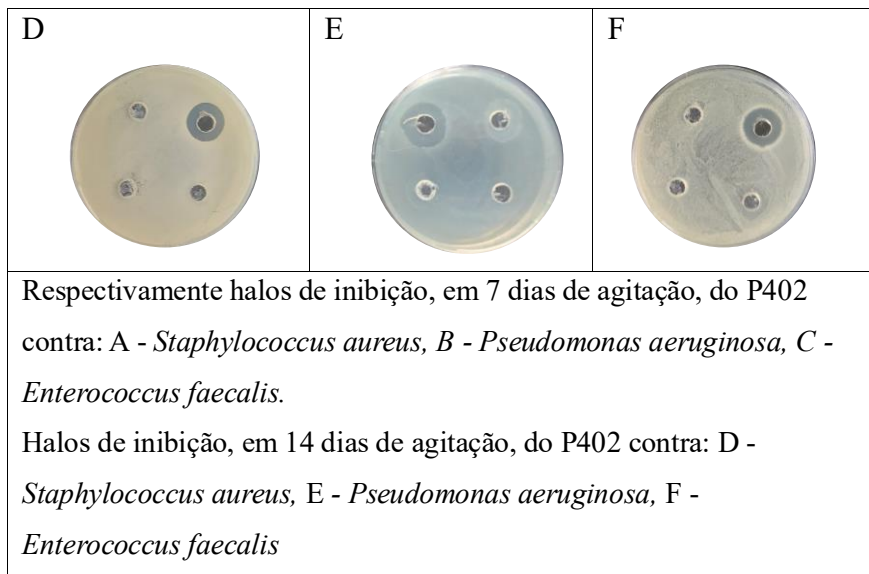 D
E
F
Respectivamente halos de inibição, em 7 dias de agitação, do P402
contra: A - Staphylococcus aureus, B - Pseudomonas aeruginosa, C -
Enterococcus faecalis.
Halos de inibição, em 14 dias de agitação, do P402 contra: D -
Staphylococcus aureus, E - Pseudomonas aeruginosa, F -
Enterococcus faecalis